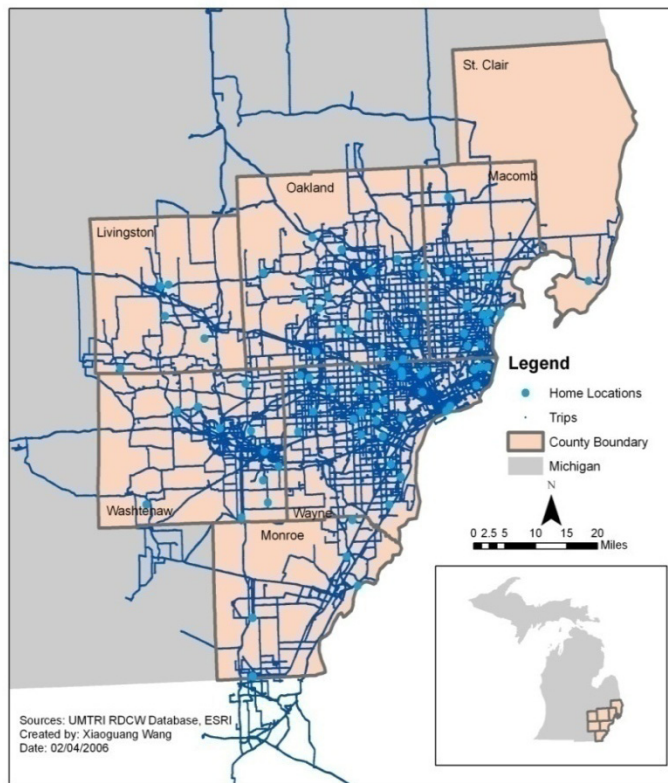 St. Clair
Macomb
Oakland
Livingston
Legend
Home Locations
Trips
County Boundary
Michigan
N
0 2.5 5 10 15 20
Miles
Washtenaw
Wayne
Monroe
Sources: UMTRI RDCW Database, ESRI
Created by: Xiaoguang Wang
Date: 02/04/2006